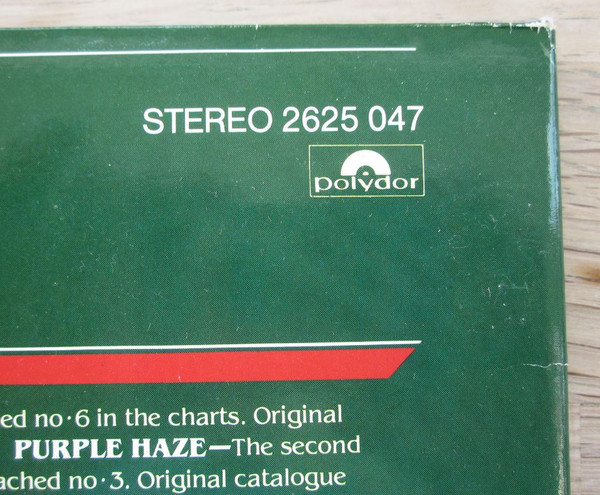 STEREO 2625 047
polydor
ed no·6 in the charts. Original
PURPLE HAZE—The second
ached no·3. Original catalogue